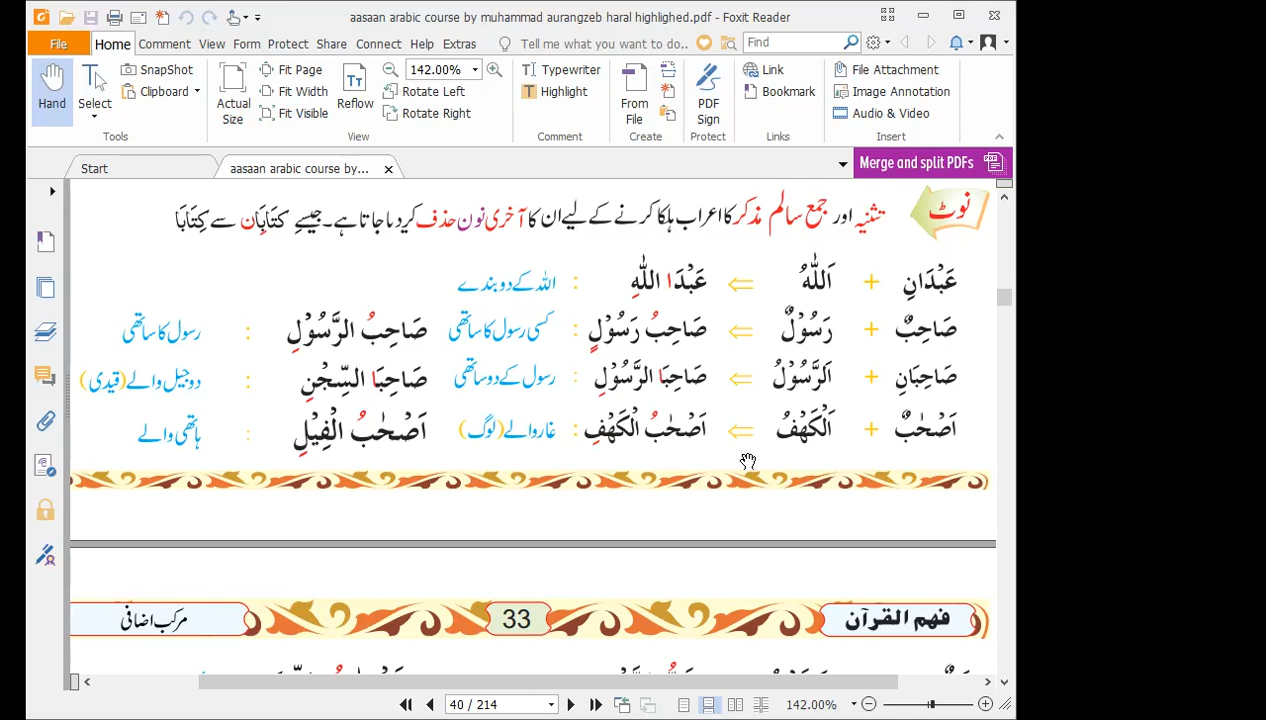 aasaan arabic course by muhammad aurangzeb haral highlighed.pdf - Foxit Reader
File Home Comment View Form Protect Share Connect Help Extras Tell me what you want to do.. Find
Hand Select SnapShot Clipboard Actual Size Fit Page Fit Width Fit Visible Reflow 142.00% Rotate Left Rotate Right Typewriter Highlight From File PDF Sign Link Bookmark File Attachment Image Annotation Audio & Video
Tools View Comment Create Protect Links Insert
Start aasaan arabic course by... Merge and split PDFs
نوٹ تثنیہ اور جمع سالم مذکر کا اعراب ہلکا کرنے کے لیے ان کا آخری نون حذف کر دیا جاتا ہے۔ جیسے كِتَابَانِ سے كِتَابَا
عَبْدَانِ + اَللّٰهُ ⇐ عَبْدَا اللّٰهِ : اللہ کے دو بندے
صَاحِبٌ + رَسُوْلٌ ⇐ صَاحِبُ رَسُوْلٍ : کسی رسول کا ساتھی صَاحِبُ الرَّسُوْلِ : رسول کا ساتھی
صَاحِبَانِ + اَلرَّسُوْلُ ⇐ صَاحِبَا الرَّسُوْلِ : رسول کے دو ساتھی صَاحِبَا السِّجْنِ : دو جیل والے (قیدی)
اَصْحٰبٌ + اَلْكَهْفُ ⇐ اَصْحٰبُ الْكَهْفِ : غار والے (لوگ) اَصْحٰبُ الْفِيْلِ : ہاتھی والے
فہم القرآن 33 مرکب اضافی
40 / 214 142.00%